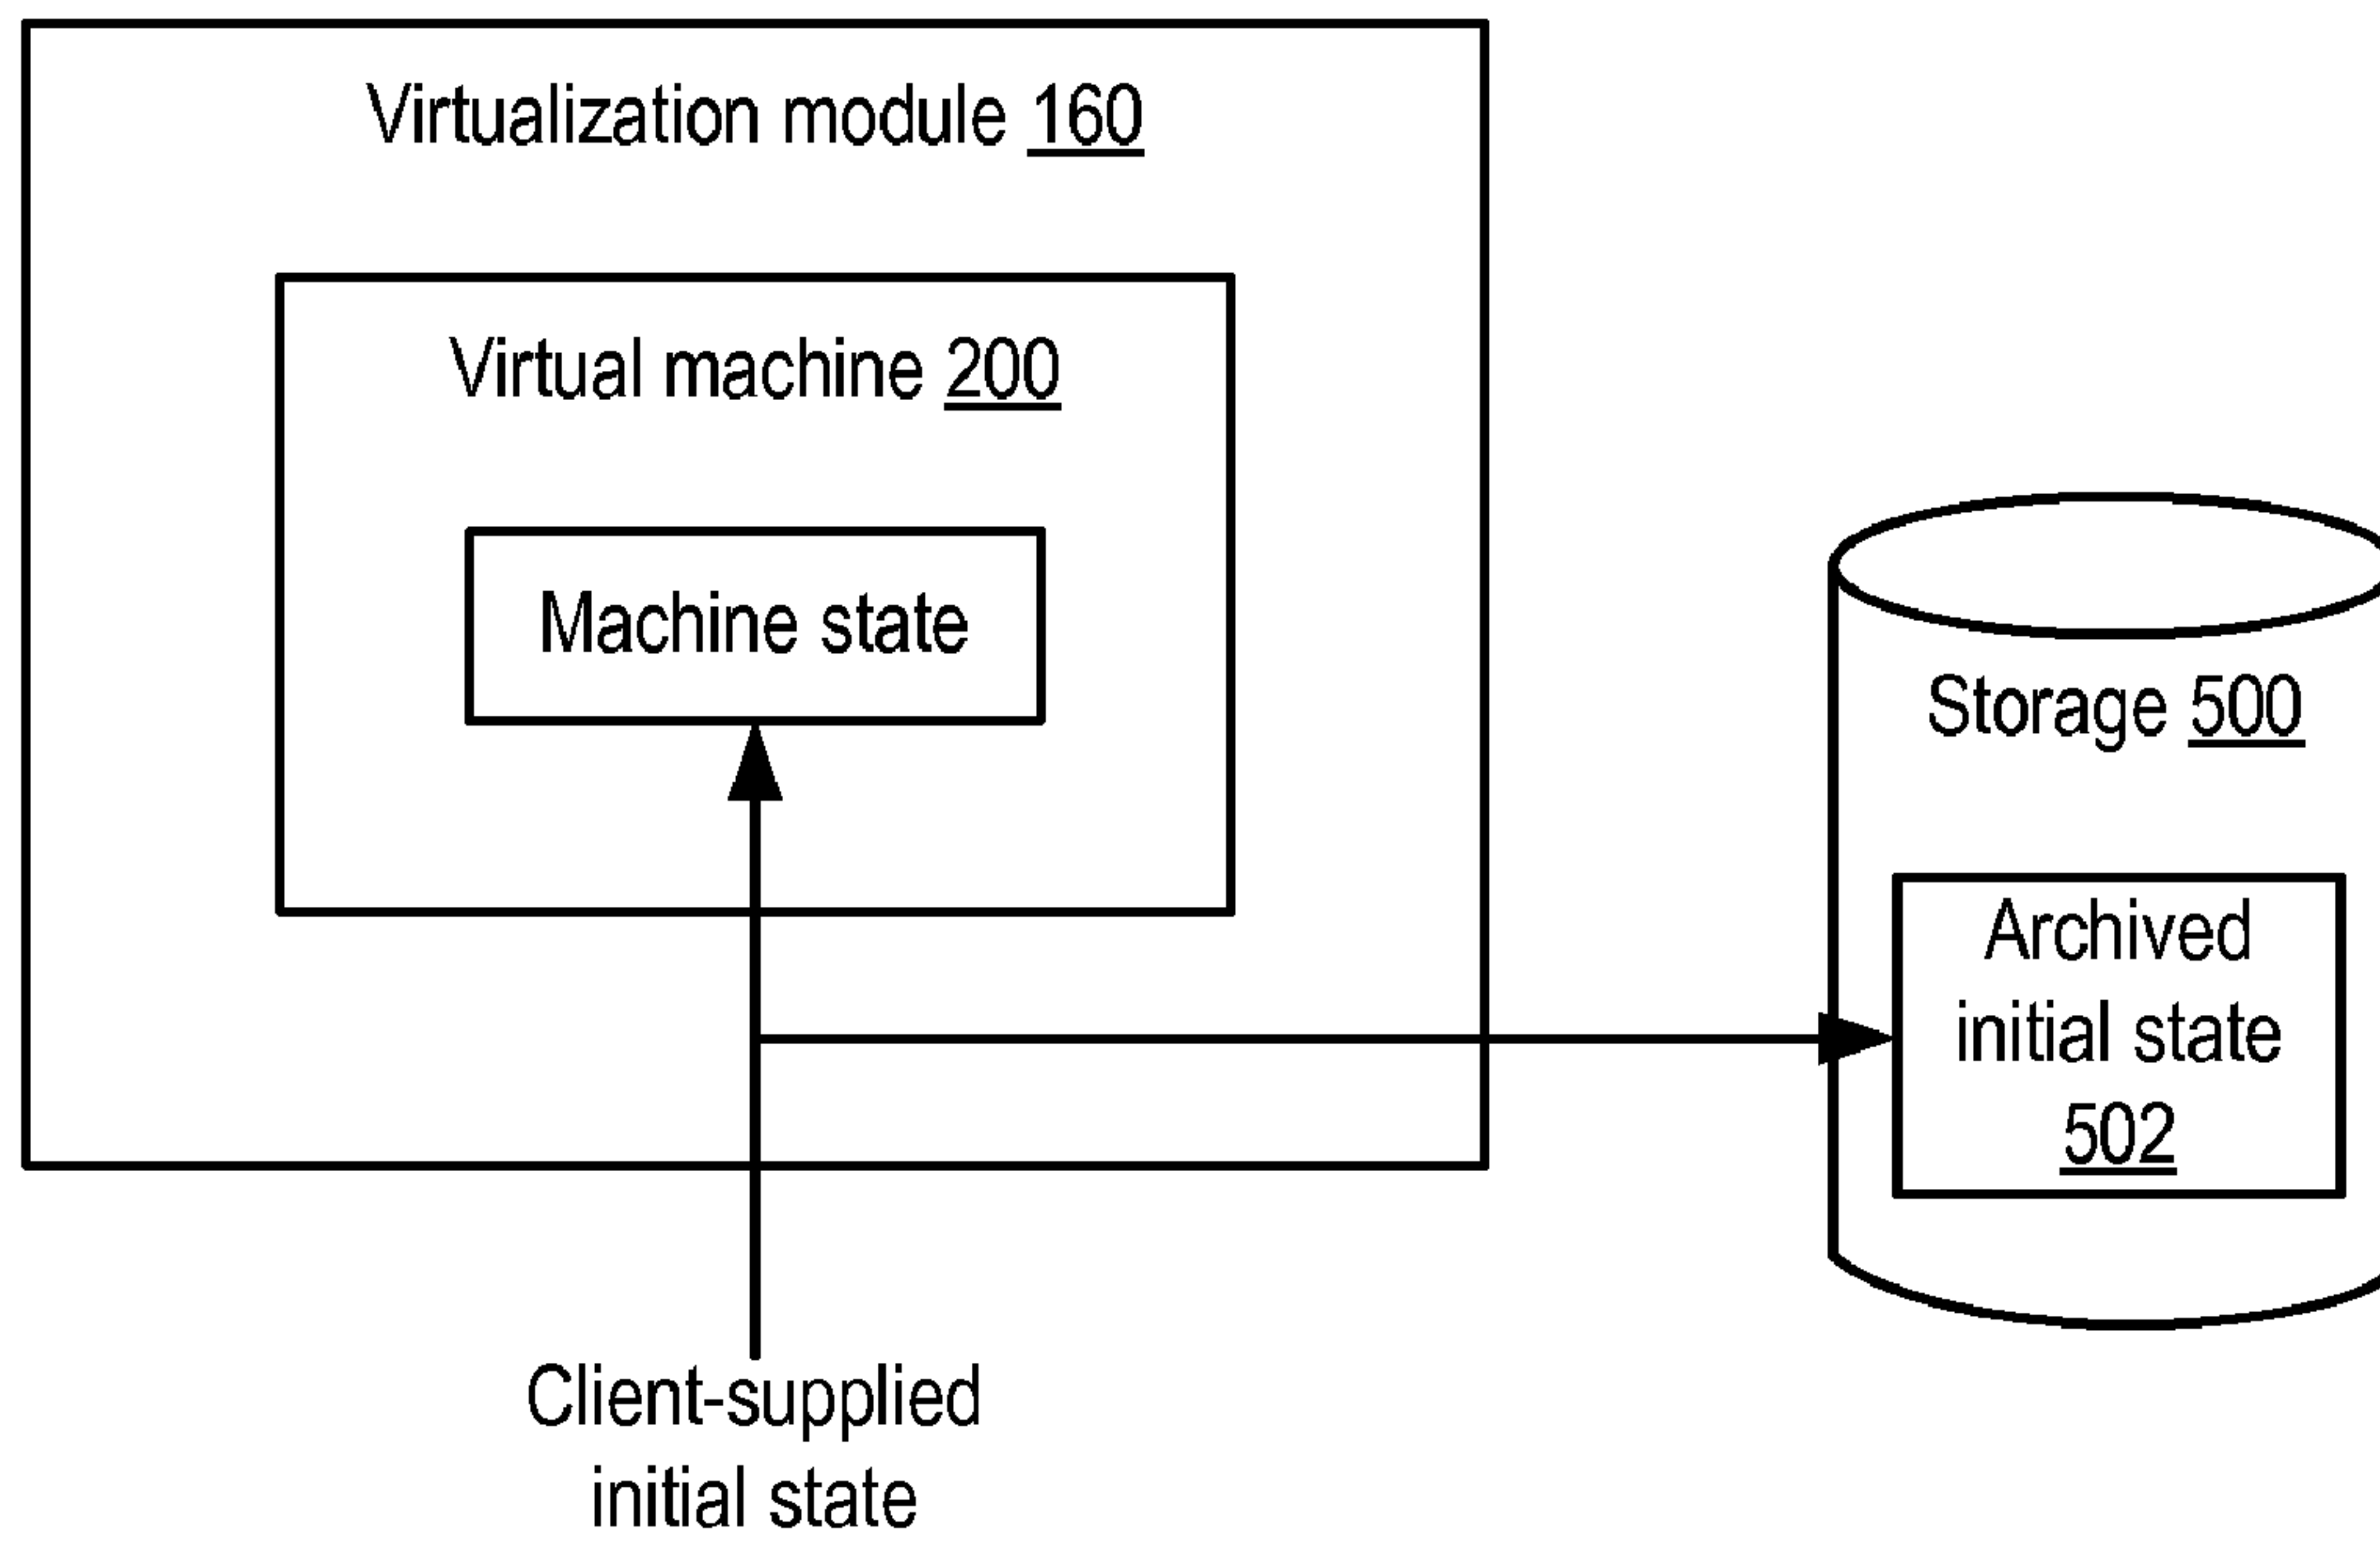 Virtualization module 160
Virtual machine 200
Machine state
Storage 500
Archived
initial state
502
Client-supplied
initial state